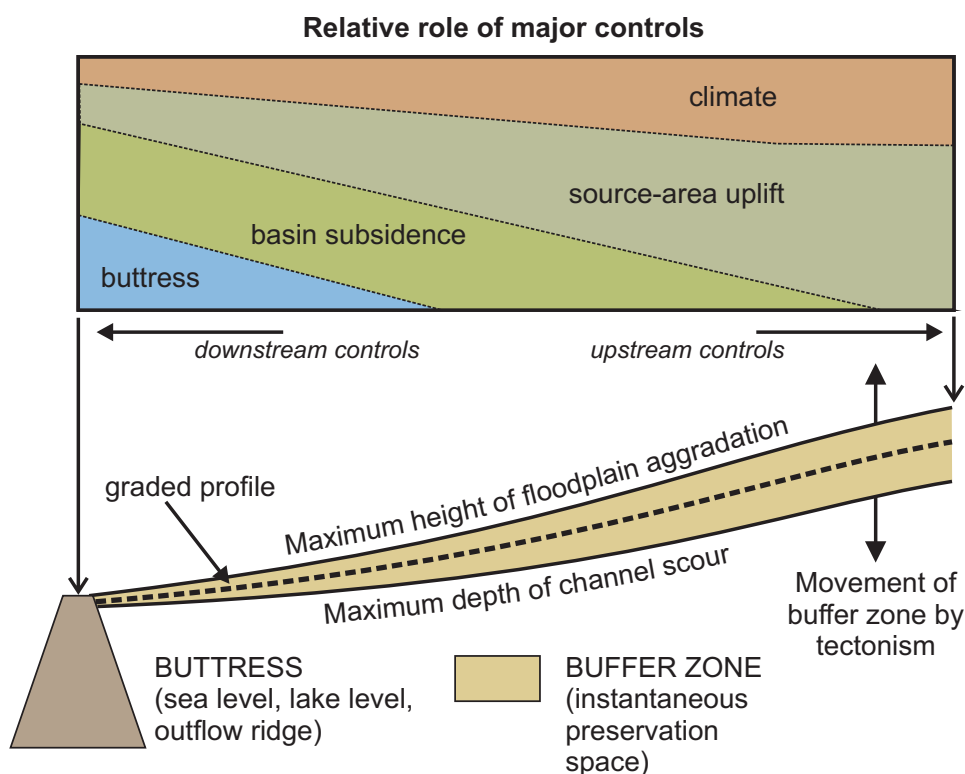 Relative role of major controls
climate
source-area uplift
basin subsidence
buttress
downstream controls
upstream controls
graded profile
Maximum height of floodplain aggradation
Maximum depth of channel scour
Movement of
buffer zone by
tectonism
BUTTRESS
(sea level, lake level,
outflow ridge)
BUFFER ZONE
(instantaneous
preservation
space)